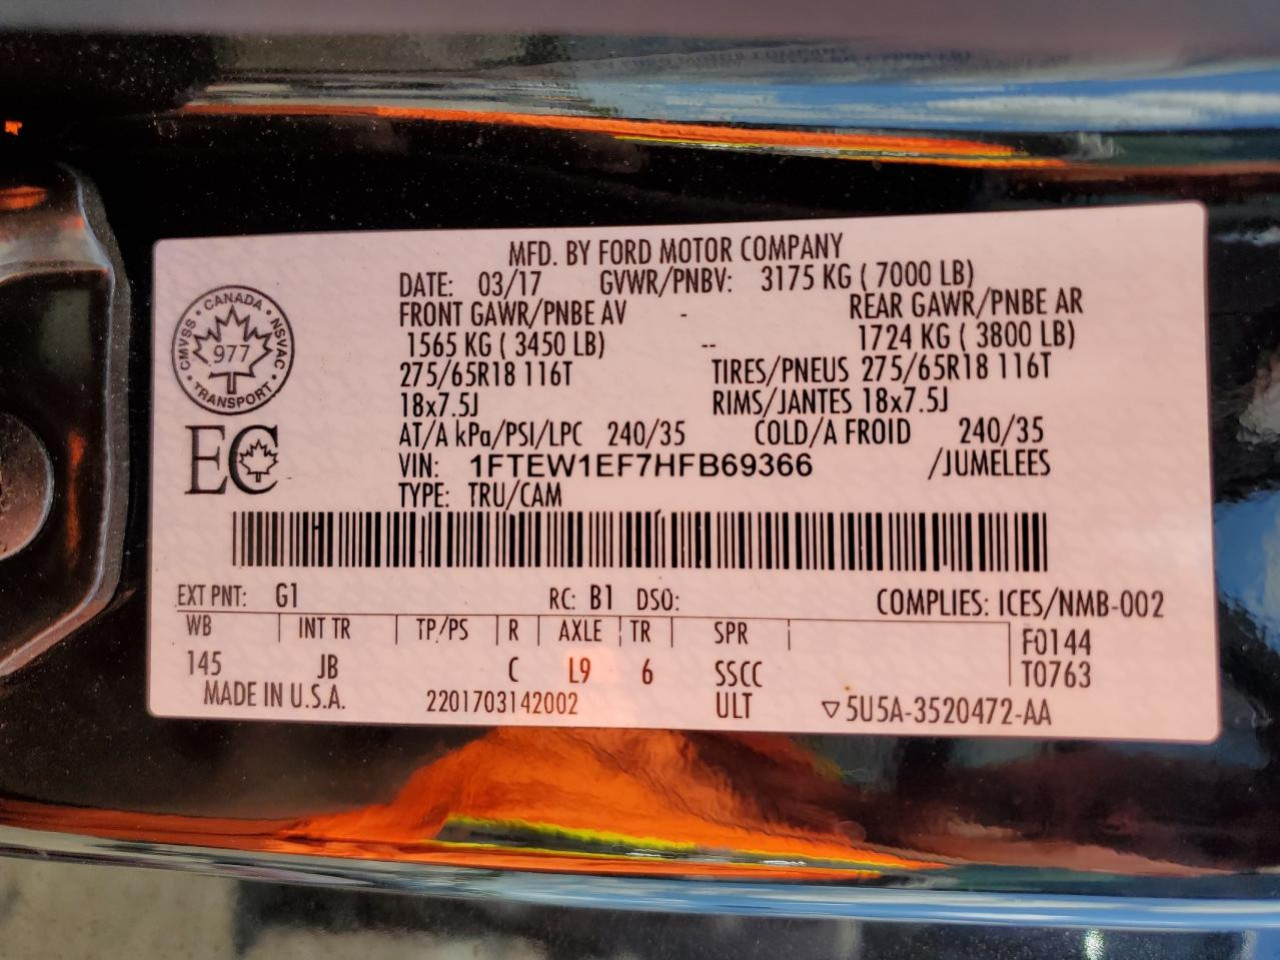 MFD. BY FORD MOTOR COMPANY
DATE: 03/17 GVWR/PNBV: 3175 KG ( 7000 LB)
FRONT GAWR/PNBE AV - REAR GAWR/PNBE AR
1565 KG ( 3450 LB) -- 1724 KG ( 3800 LB)
275/65R18 116T TIRES/PNEUS 275/65R18 116T
18x7.5J RIMS/JANTES 18x7.5J
AT/A kPa/PSI/LPC 240/35 COLD/A FROID 240/35
VIN: 1FTEW1EF7HFB69366 /JUMELEES
TYPE: TRU/CAM
CANADA
CMVSS 977 NSVAC
TRANSPORT
EC
EXT PNT: G1 RC: B1 DSO: COMPLIES: ICES/NMB-002
WB INT TR TP/PS R AXLE TR SPR F0144
145 JB C L9 6 SSCC T0763
MADE IN U.S.A. 2201703142002 ULT ▽5U5A-3520472-AA